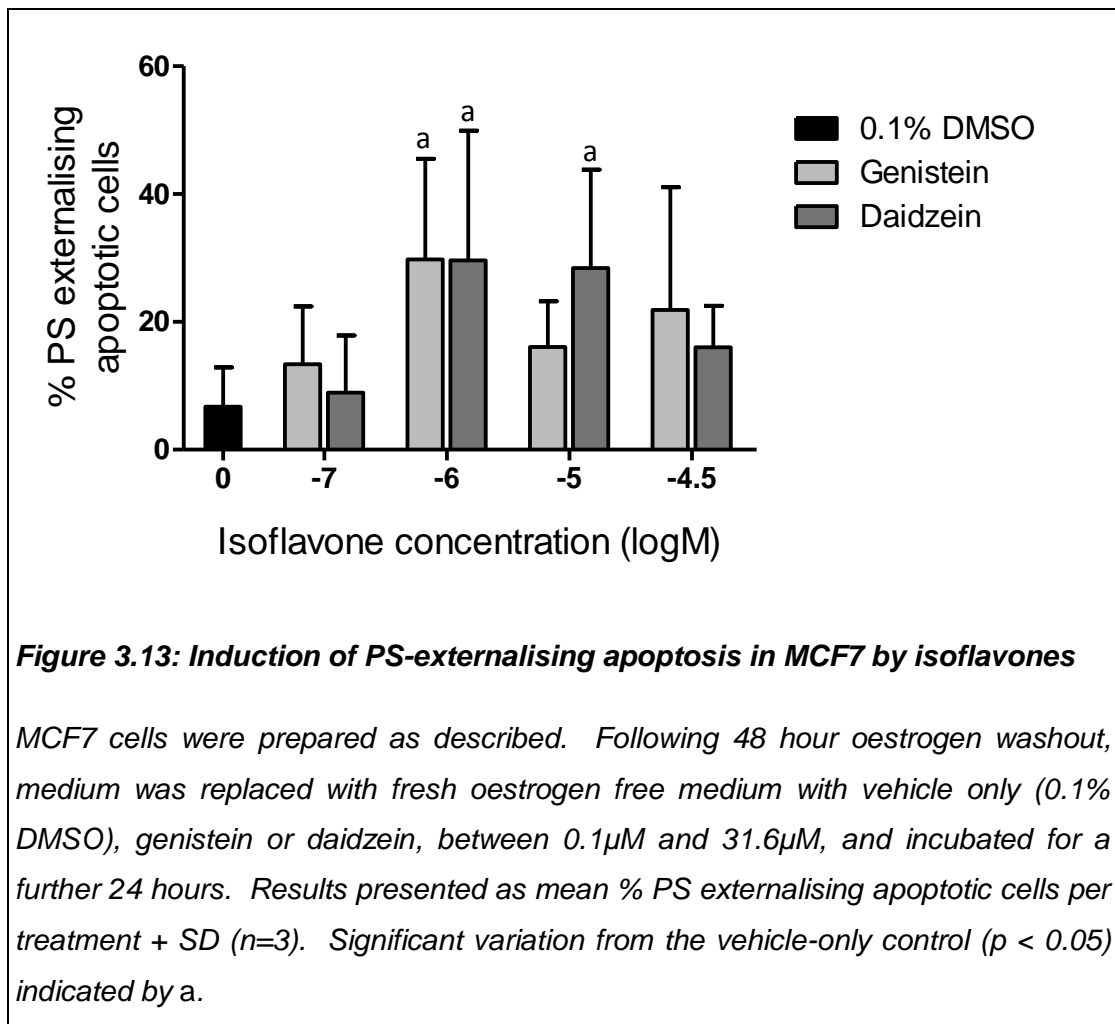 60
40
20
0
% PS externalising
apoptotic cells
a
a
a
0.1% DMSO
Genistein
Daidzein
0 -7 -6 -5 -4.5
Isoflavone concentration (logM)
Figure 3.13: Induction of PS-externalising apoptosis in MCF7 by isoflavones
MCF7 cells were prepared as described. Following 48 hour oestrogen washout,
medium was replaced with fresh oestrogen free medium with vehicle only (0.1%
DMSO), genistein or daidzein, between 0.1µM and 31.6µM, and incubated for a
further 24 hours. Results presented as mean % PS externalising apoptotic cells per
treatment + SD (n=3). Significant variation from the vehicle-only control (p < 0.05)
indicated by a.